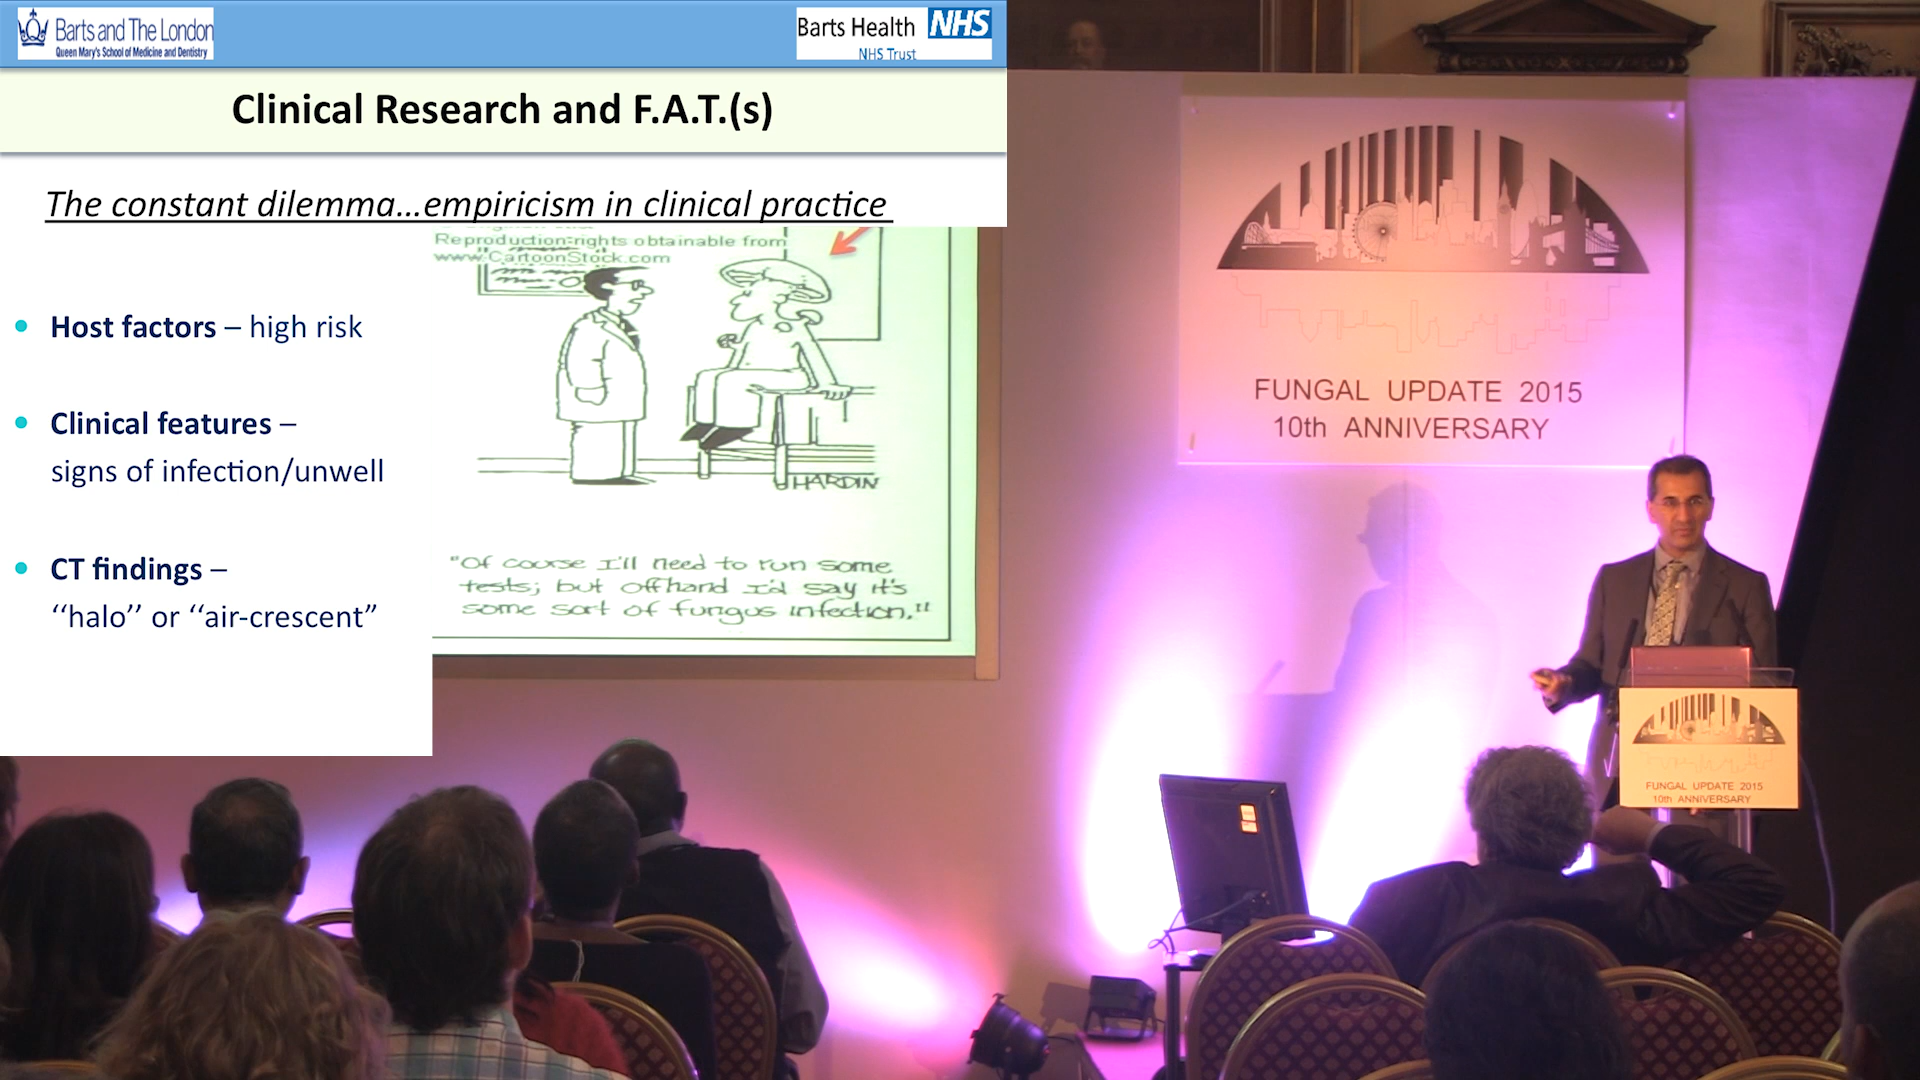 Barts and The London
Queen Mary's School of Medicine and Dentistry
Barts Health NHS
NHS Trust
Clinical Research and F.A.T.(s)
The constant dilemma...empiricism in clinical practice
Reproduction rights obtainable from
www.CartoonStock.com
• Host factors – high risk
• Clinical features –
signs of infection/unwell
• CT findings –
‘‘halo’’ or ‘‘air-crescent”
HARDIN
"Of course I'll need to run some
tests; but offhand I'd say it's
some sort of fungus infection."
FUNGAL UPDATE 2015
10th ANNIVERSARY
FUNGAL UPDATE 2015
10th ANNIVERSARY